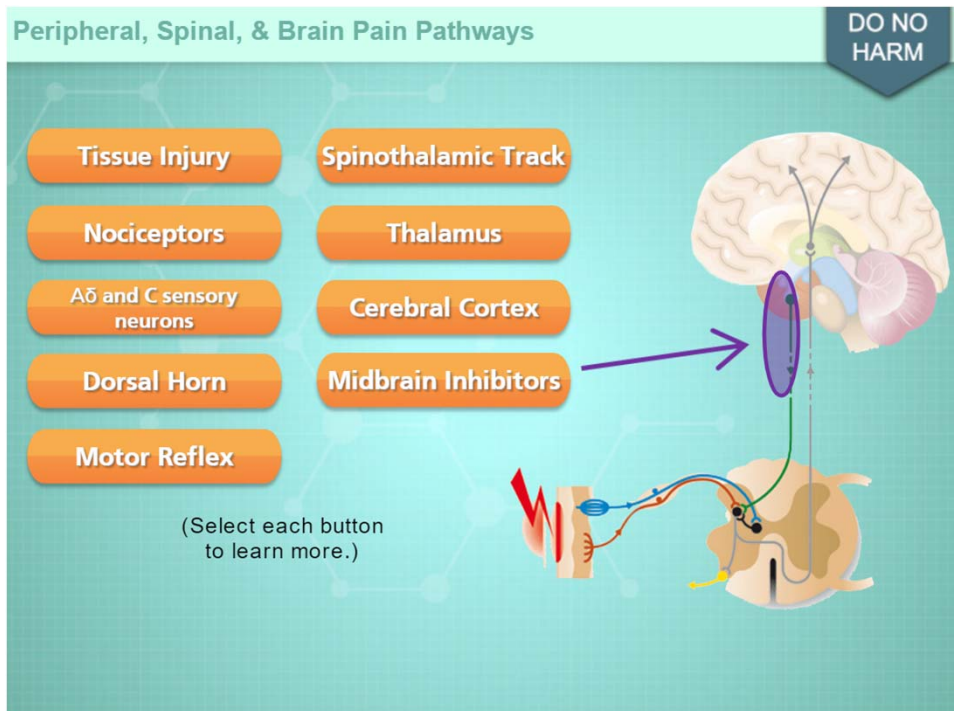 Peripheral, Spinal, & Brain Pain Pathways
DO NO
HARM
Tissue Injury
Nociceptors
Aδ and C sensory
neurons
Dorsal Horn
Motor Reflex
Spinothalamic Track
Thalamus
Cerebral Cortex
Midbrain Inhibitors
(Select each button
to learn more.)